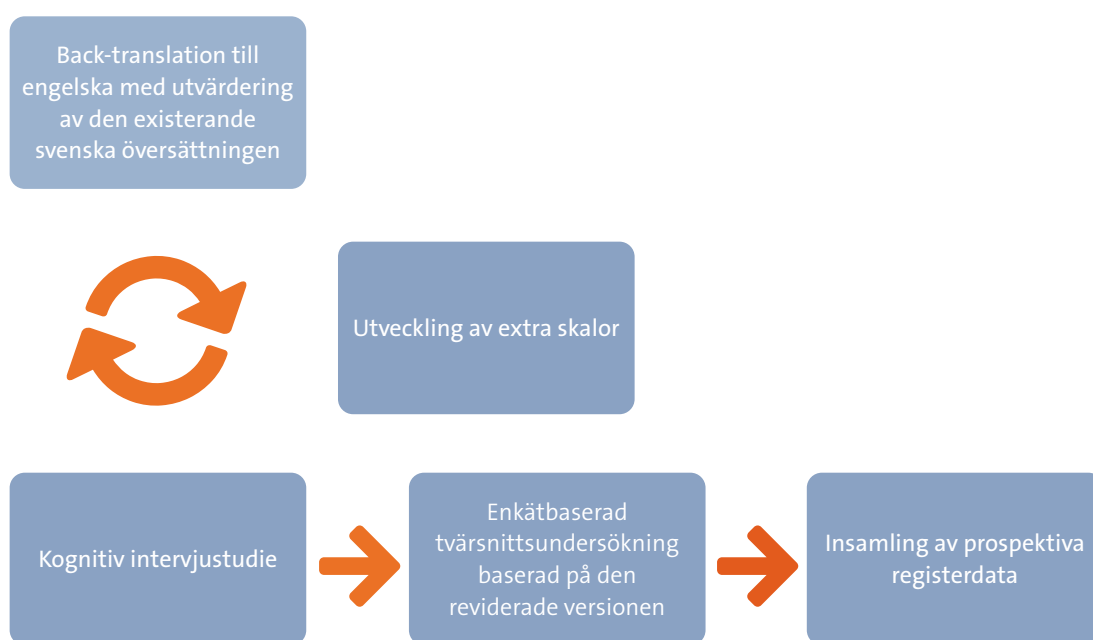 Back-translation till
engelska med utvärdering
av den existerande
svenska översättningen
Utveckling av extra skalor
Kognitiv intervjustudie
Enkätbaserad
tvärsnittsundersökning
baserad på den
reviderade versionen
Insamling av prospektiva
registerdata